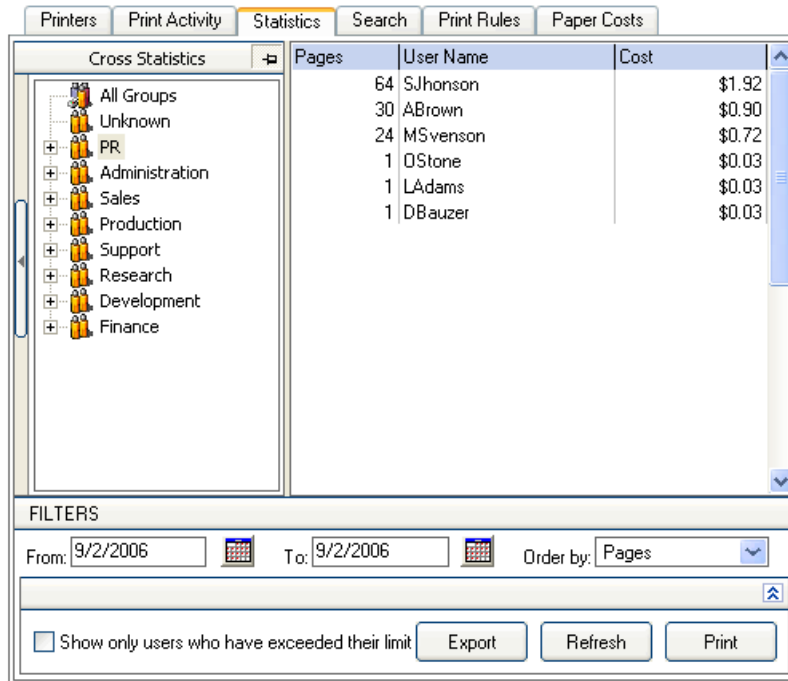 Printers Print Activity Statistics Search Print Rules Paper Costs
Cross Statistics
All Groups
Unknown
PR
Administration
Sales
Production
Support
Research
Development
Finance
Pages User Name Cost
64 SJhonson $1.92
30 ABrown $0.90
24 MSvenson $0.72
1 OStone $0.03
1 LAdams $0.03
1 DBauzer $0.03
FILTERS
From: 9/2/2006 To: 9/2/2006 Order by: Pages
Show only users who have exceeded their limit Export Refresh Print